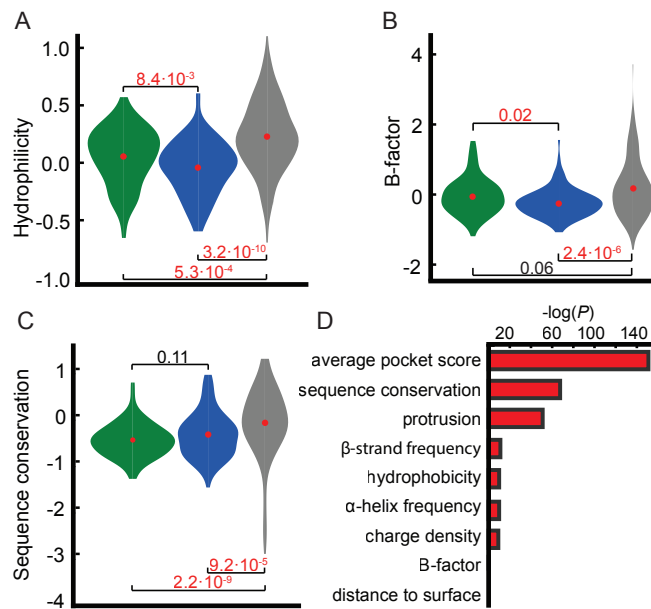 A
Hydrophilicity
1.0
0.5
0.0
-0.5
-1.0
8.4·10-3
3.2·10-10
5.3·10-4
B
B-factor
4
2
0
-2
0.02
2.4·10-6
0.06
C
Sequence conservation
1
-0
-1
-2
-3
-4
0.11
9.2·10-5
2.2·10-9
D
-log(P)
20 60 100 140
average pocket score
sequence conservation
protrusion
β-strand frequency
hydrophobicity
α-helix frequency
charge density
B-factor
distance to surface